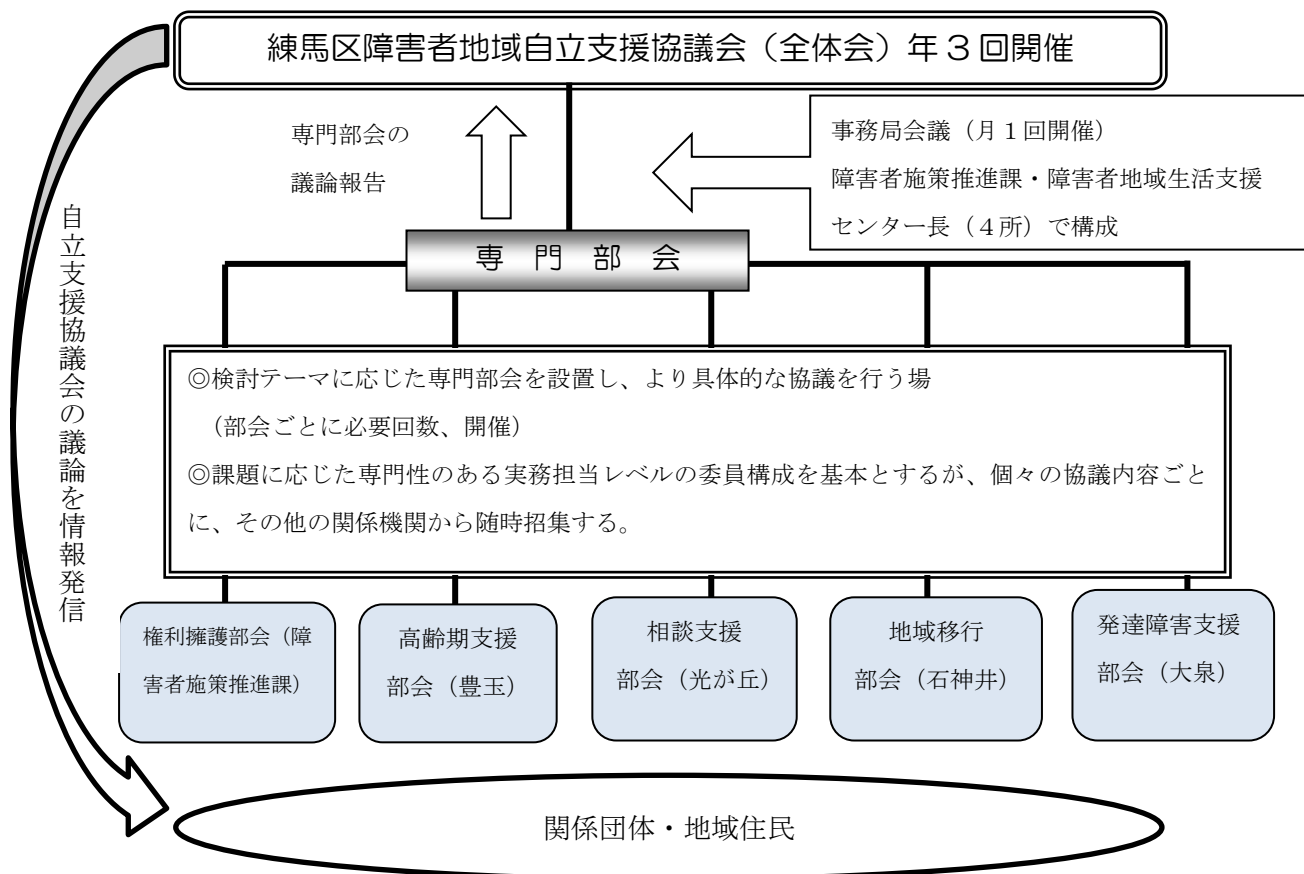 練馬区障害者地域自立支援協議会（全体会）年３回開催
専門部会の
議論報告
事務局会議（月１回開催）
障害者施策推進課・障害者地域生活支援
センター長（４所）で構成
自立支援協議会の議論を情報発信
専門部会
◎検討テーマに応じた専門部会を設置し、より具体的な協議を行う場
（部会ごとに必要回数、開催）
◎課題に応じた専門性のある実務担当レベルの委員構成を基本とするが、個々の協議内容ごと
に、その他の関係機関から随時招集する。
権利擁護部会（障
害者施策推進課）
高齢期支援
部会（豊玉）
相談支援
部会（光が丘）
地域移行
部会（石神井）
発達障害支援
部会（大泉）
関係団体・地域住民